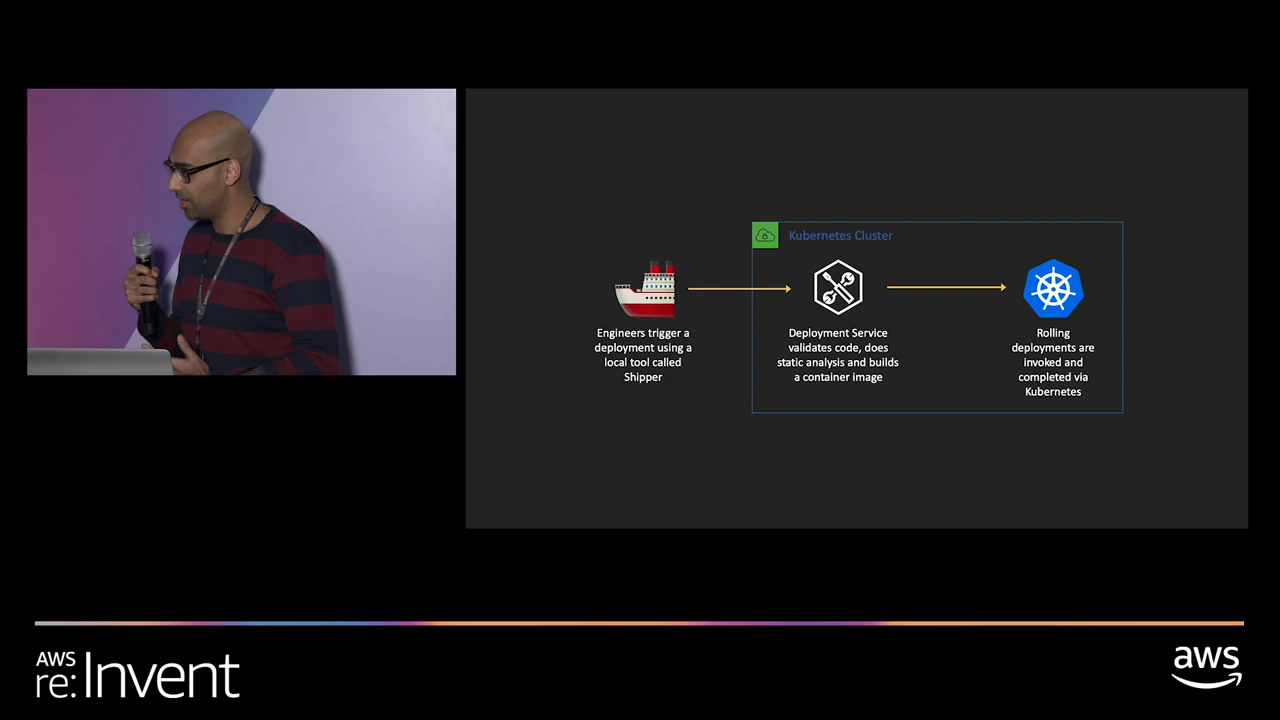 Kubernetes Cluster
Engineers trigger a
deployment using a
local tool called
Shipper
Deployment Service
validates code, does
static analysis and builds
a container image
Rolling
deployments are
invoked and
completed via
Kubernetes
AWS
re:Invent
aws